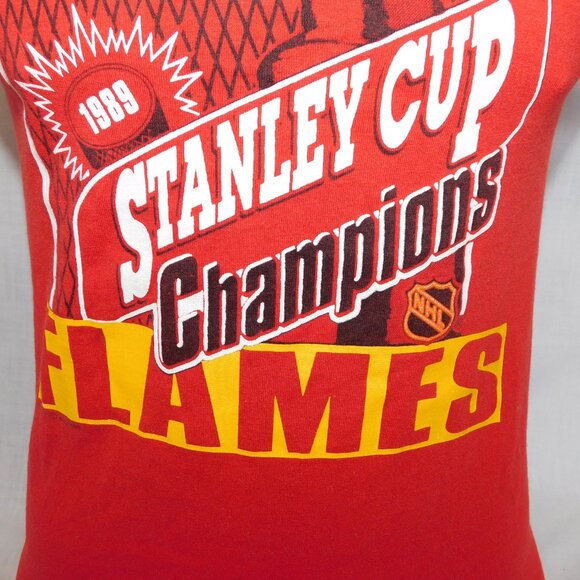 1989
STANLEY CUP
Champions
NHL
FLAMES